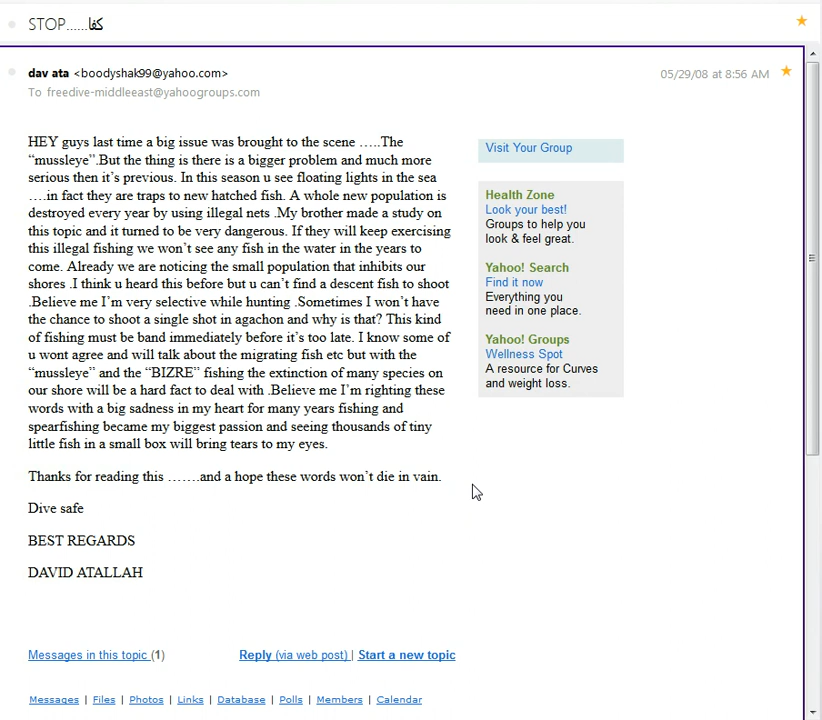 STOP......كفا
dav ata <boodyshak99@yahoo.com>
05/29/08 at 8:56 AM
To freedive-middleeast@yahoogroups.com
HEY guys last time a big issue was brought to the scene …..The
“mussleye”.But the thing is there is a bigger problem and much more
serious then it’s previous. In this season u see floating lights in the sea
….in fact they are traps to new hatched fish. A whole new population is
destroyed every year by using illegal nets .My brother made a study on
this topic and it turned to be very dangerous. If they will keep exercising
this illegal fishing we won’t see any fish in the water in the years to
come. Already we are noticing the small population that inhibits our
shores .I think u heard this before but u can’t find a descent fish to shoot
.Believe me I’m very selective while hunting .Sometimes I won’t have
the chance to shoot a single shot in agachon and why is that? This kind
of fishing must be band immediately before it’s too late. I know some of
u wont agree and will talk about the migrating fish etc but with the
“mussleye” and the “BIZRE” fishing the extinction of many species on
our shore will be a hard fact to deal with .Believe me I’m righting these
words with a big sadness in my heart for many years fishing and
spearfishing became my biggest passion and seeing thousands of tiny
little fish in a small box will bring tears to my eyes.
Thanks for reading this …….and a hope these words won’t die in vain.
Dive safe
BEST REGARDS
DAVID ATALLAH
Visit Your Group
Health Zone
Look your best!
Groups to help you
look & feel great.
Yahoo! Search
Find it now
Everything you
need in one place.
Yahoo! Groups
Wellness Spot
A resource for Curves
and weight loss.
Messages in this topic (1)
Reply (via web post) | Start a new topic
Messages | Files | Photos | Links | Database | Polls | Members | Calendar